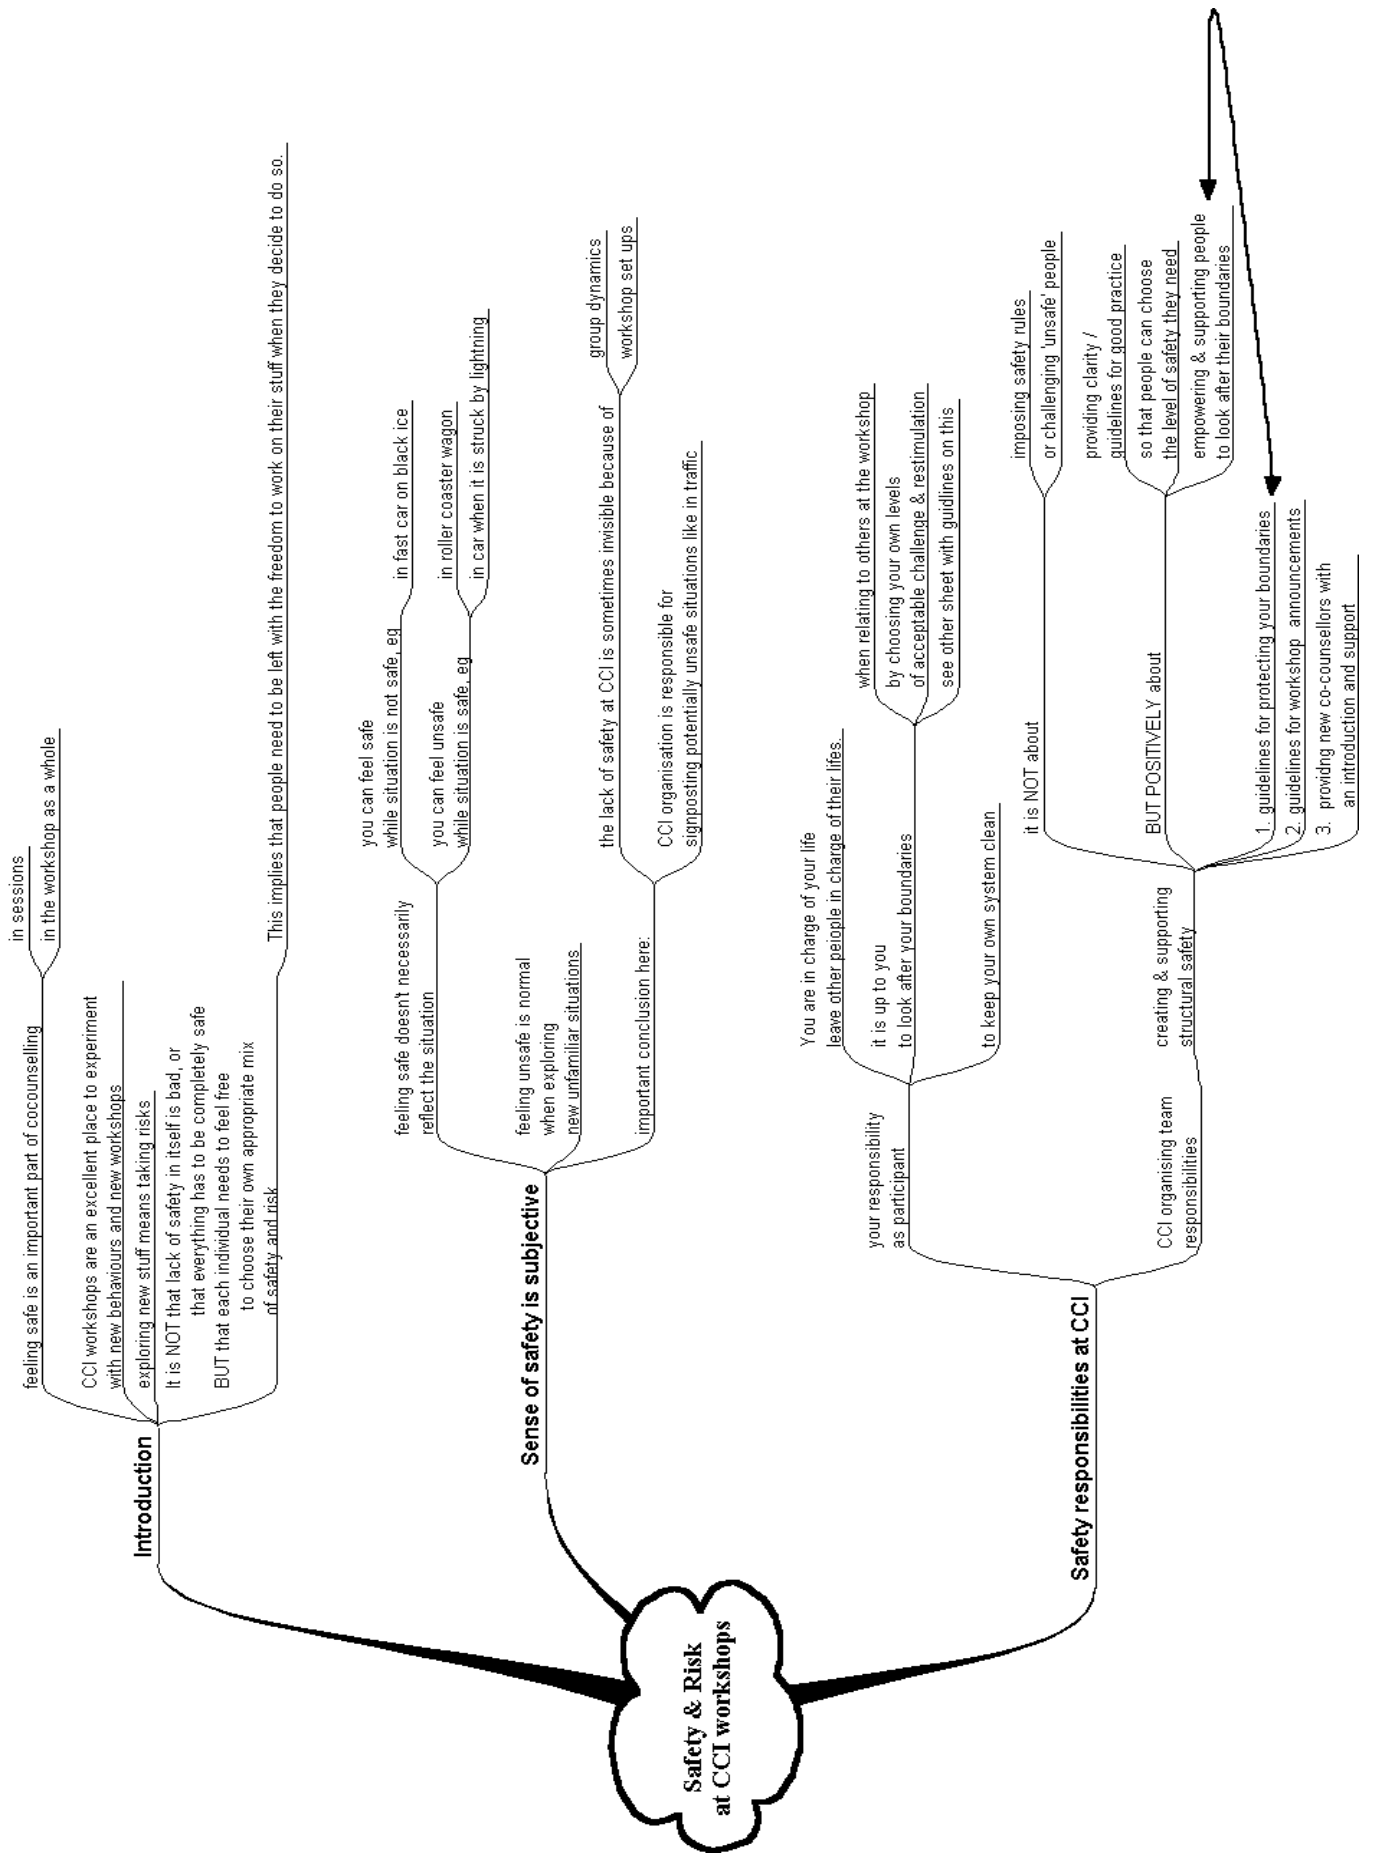 Safety & Risk
at CCI workshops
Introduction
feeling safe is an important part of cocounselling
in sessions
in the workshop as a whole
CCI workshops are an excellent place to experiment
with new behaviours and new workshops
exploring new stuff means taking risks
It is NOT that lack of safety in itself is bad, or
that everything has to be completely safe
BUT that each individual needs to feel free
to choose their own appropriate mix
of safety and risk
This implies that people need to be left with the freedom to work on their stuff when they decide to do so.
Sense of safety is subjective
feeling safe doesn't necessarily
reflect the situation
you can feel safe
while situation is not safe, eg
in fast car on black ice
you can feel unsafe
while situation is safe, eg
in roller coaster wagon
in car when it is struck by lightning
feeling unsafe is normal
when exploring
new unfamiliar situations
important conclusion here:
the lack of safety at CCI is sometimes invisible because of
group dynamics
workshop set ups
CCI organisation is responsible for
signposting potentially unsafe situations like in traffic
Safety responsibilities at CCI
your responsibility
as participant
You are in charge of your life
leave other peiople in charge of their lifes.
it is up to you
to look after your boundaries
when relating to others at the workshop
by choosing your own levels
of acceptable challenge & restimulation
see other sheet with guidlines on this
to keep your own system clean
CCI organising team
responsibilities
creating & supporting
structural safety
it is NOT about
imposing safety rules
or challenging 'unsafe' people
BUT POSITIVELY about
providing clarity /
guidelines for good practice
so that people can choose
the level of safety they need
empowering & supporting people
to look after their boundaries
1. guidelines for protecting your boundaries
2. guidelines for workshop announcements
3. providng new co-counsellors with
an introduction and support